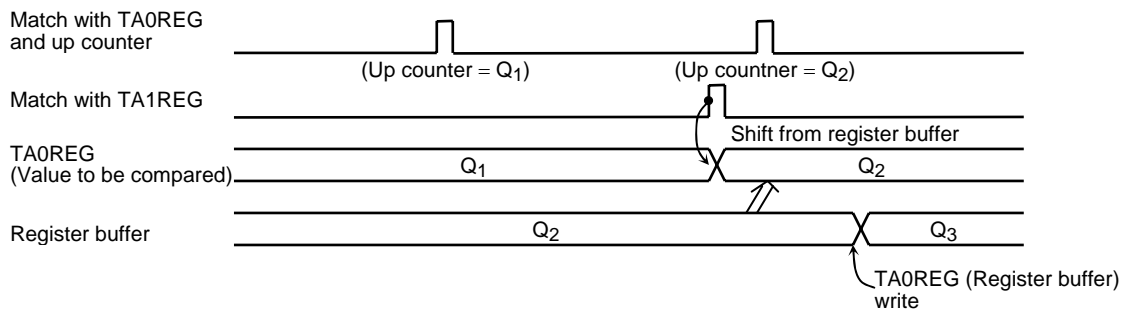 Match with TA0REG
and up counter
(Up counter = Q1)
(Up countner = Q2)
Match with TA1REG
Shift from register buffer
TA0REG
(Value to be compared)
Q1
Q2
Register buffer
Q2
Q3
TA0REG (Register buffer)
write